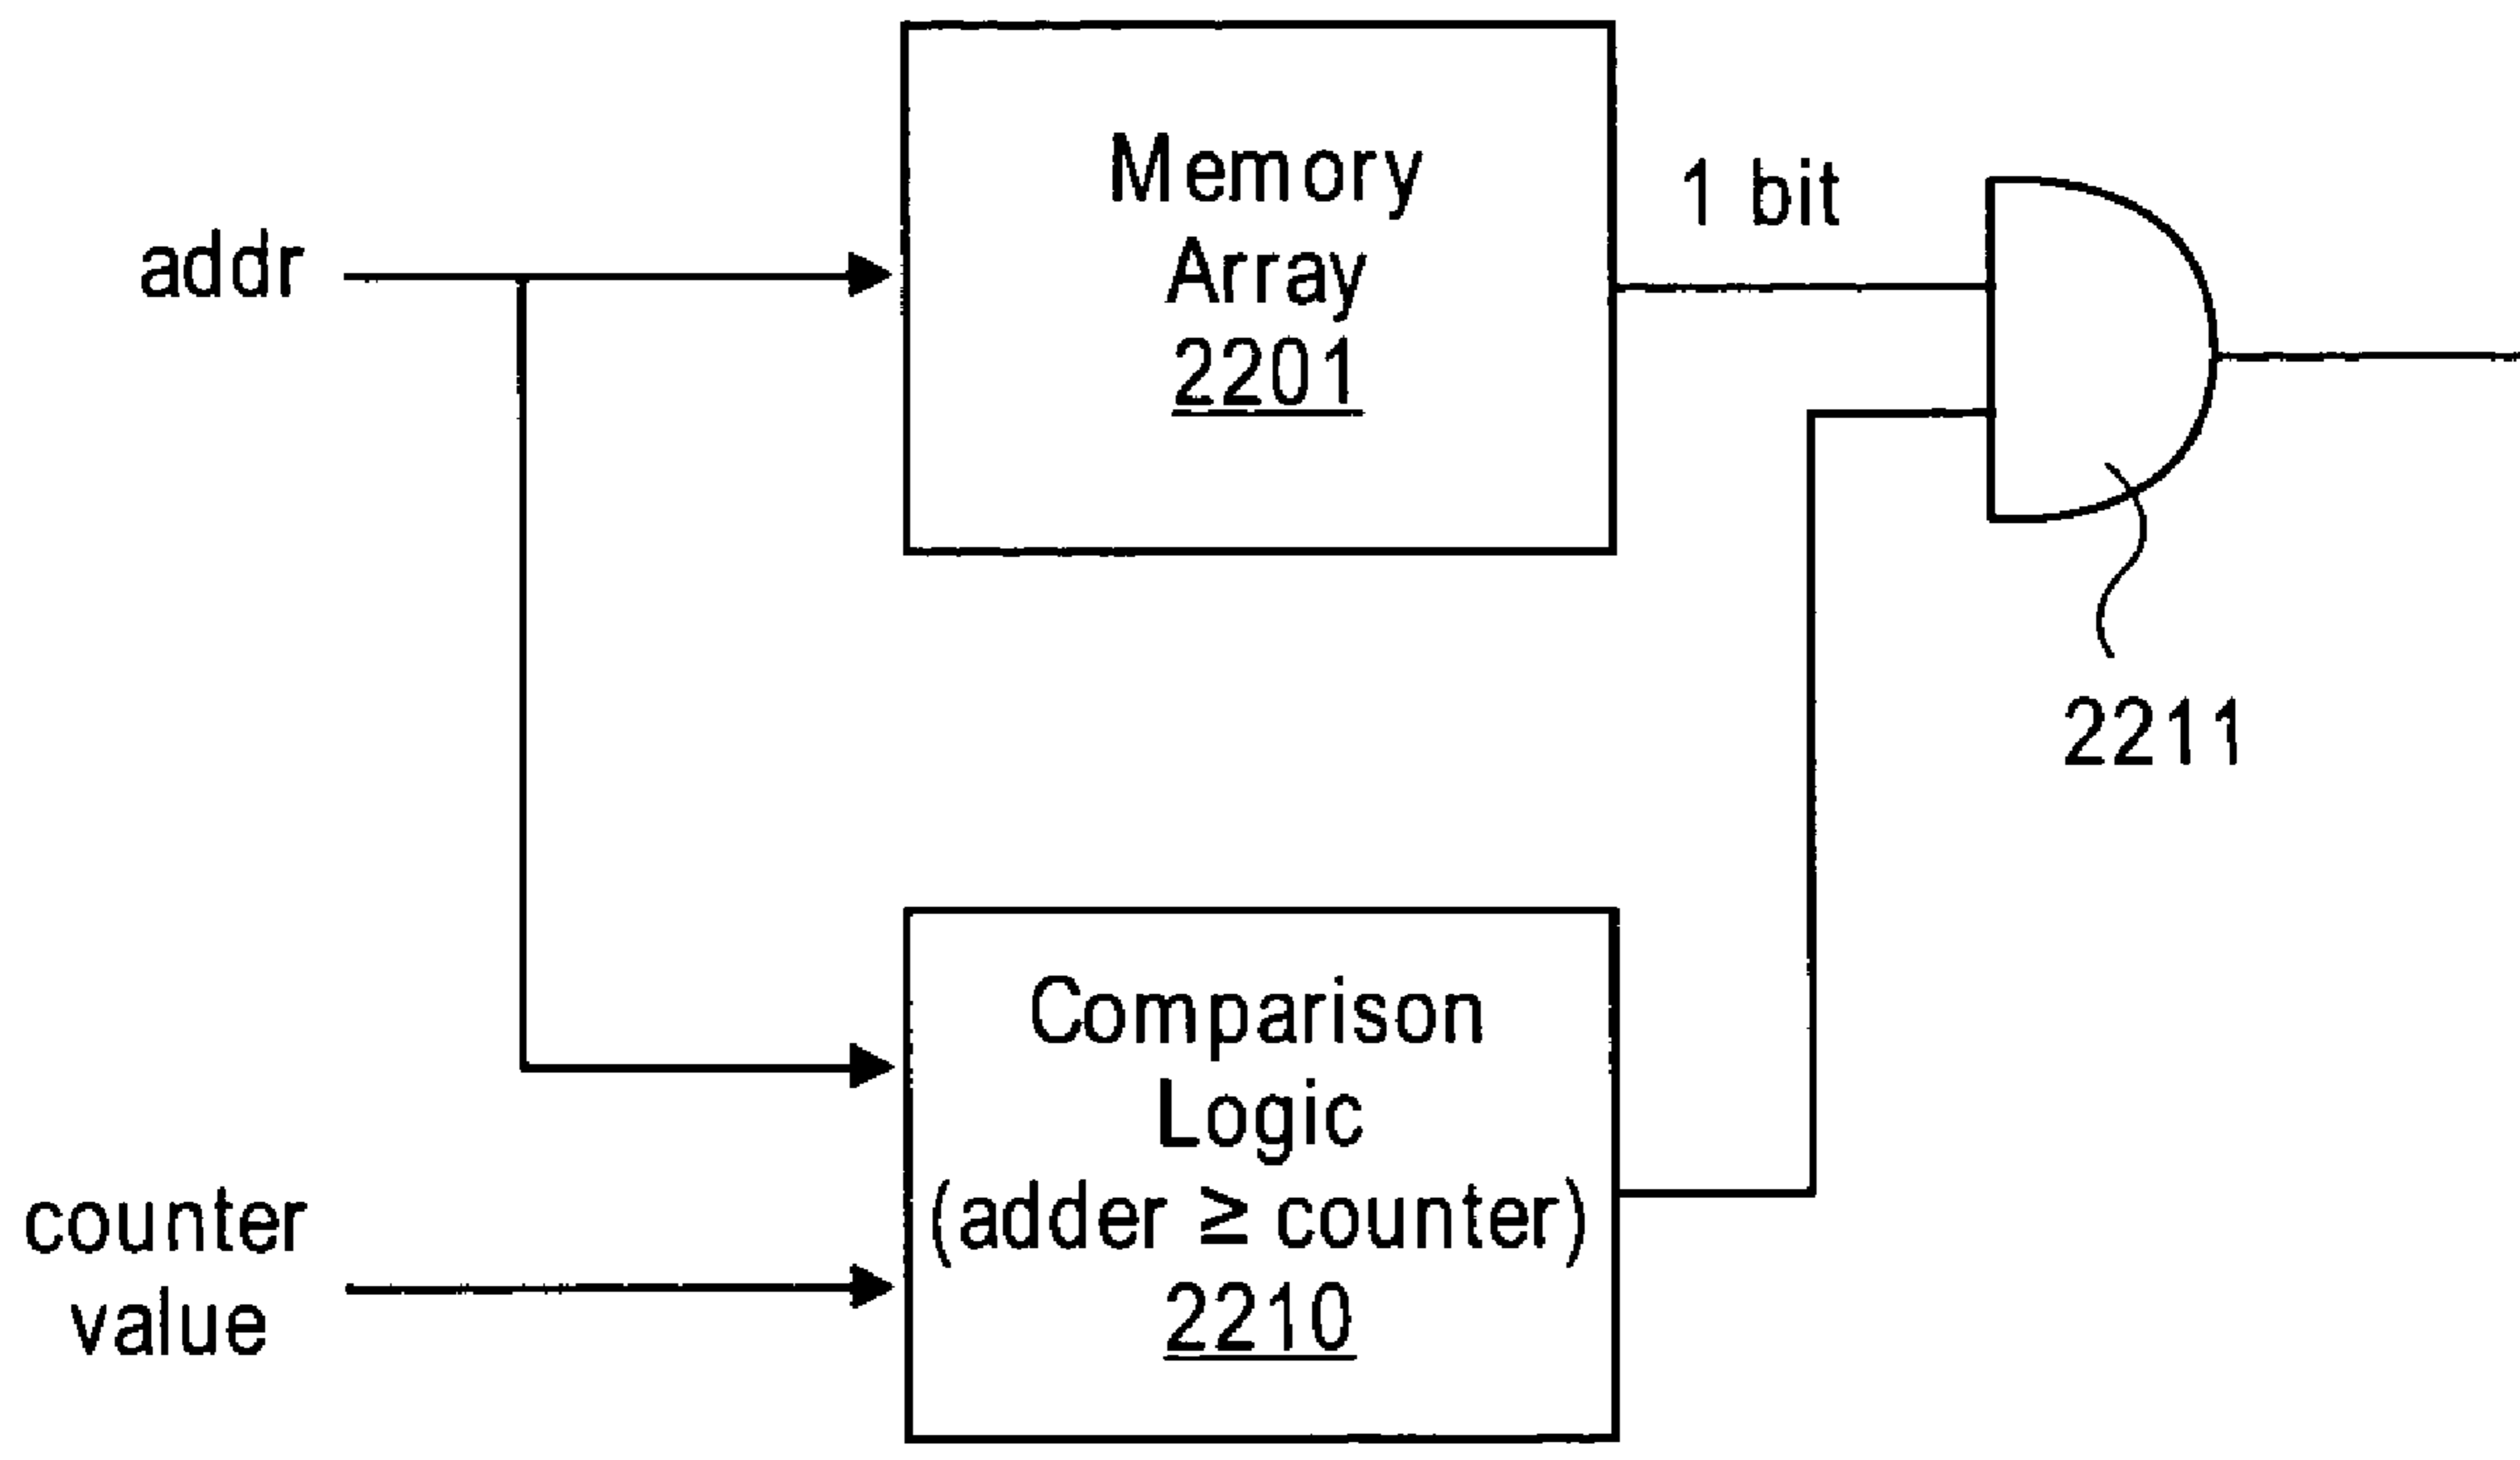 Memory
Array
2201
1 bit
addr
2211
Comparison
Logic
(adder ≥ counter)
2210
counter
value